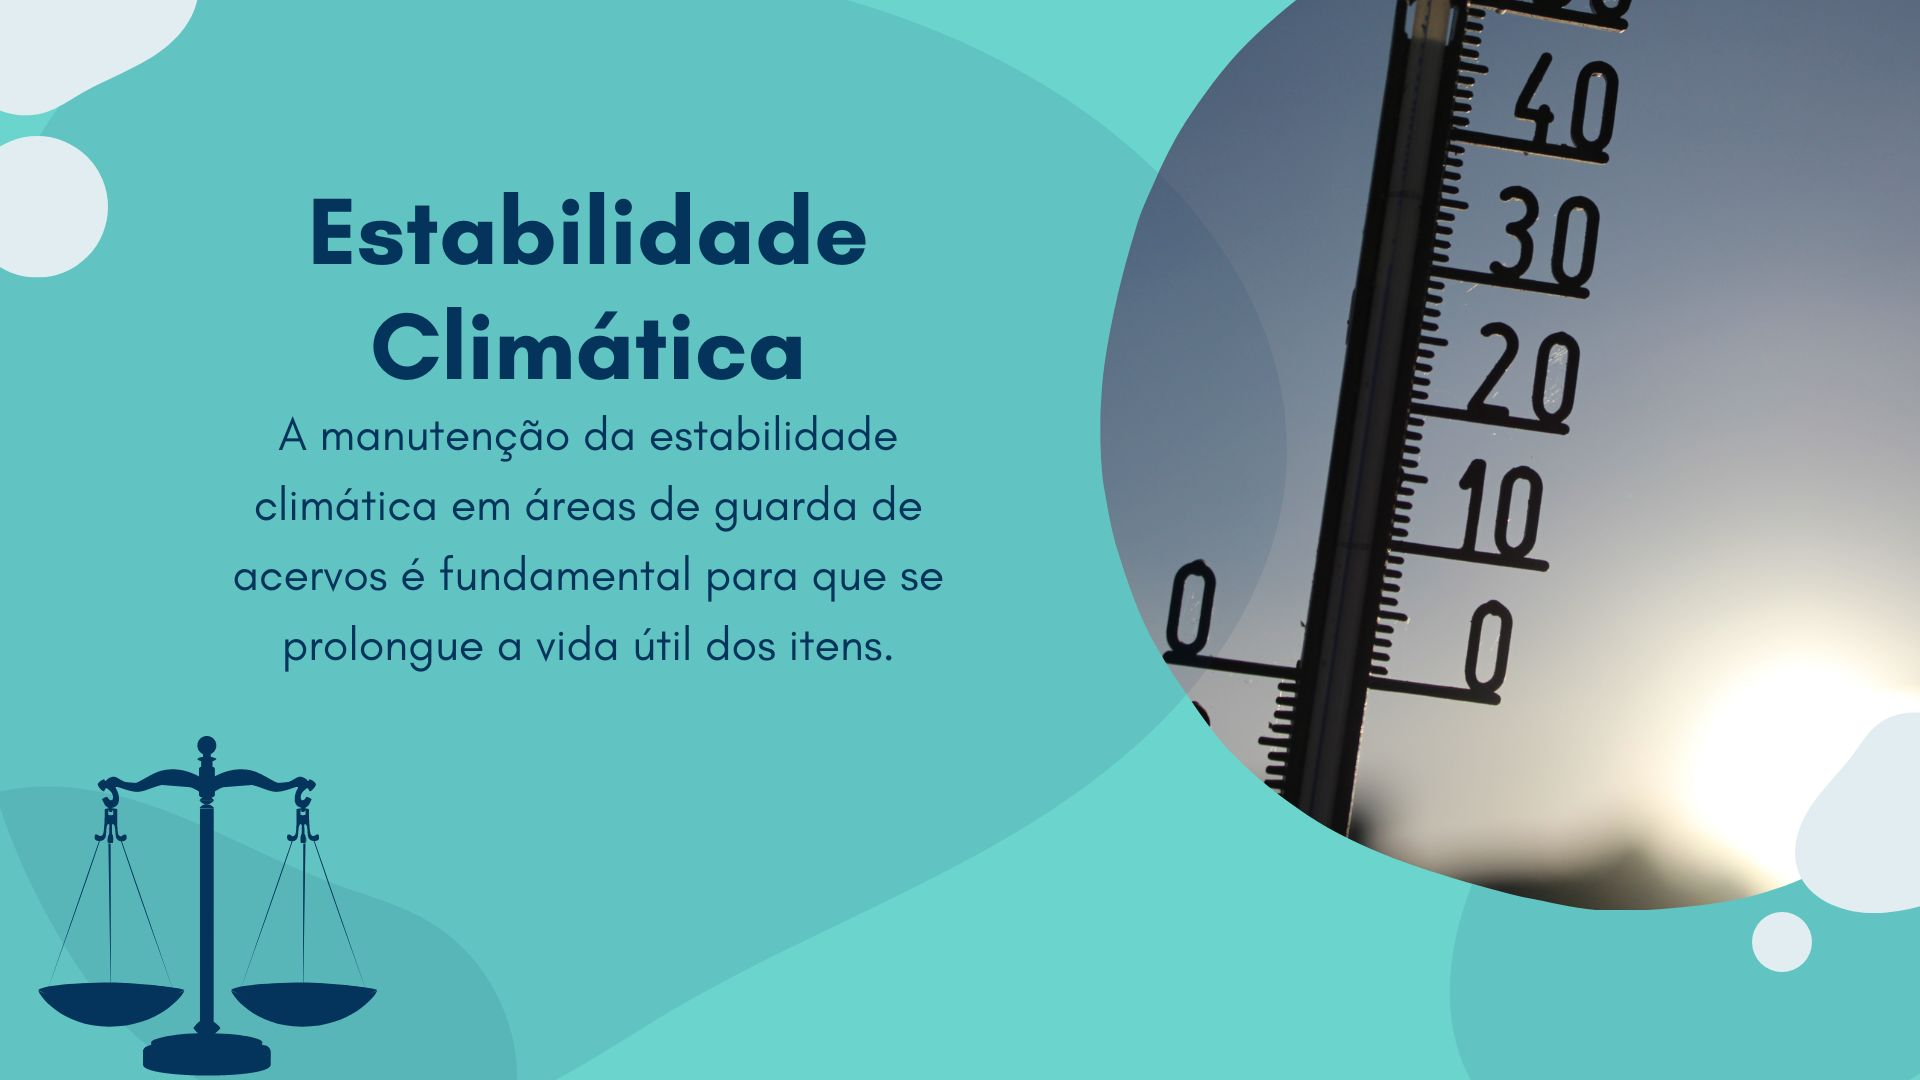 Estabilidade
Climática
A manutenção da estabilidade
climática em áreas de guarda de
acervos é fundamental para que se
prolongue a vida útil dos itens.
40
30
20
10
0
0